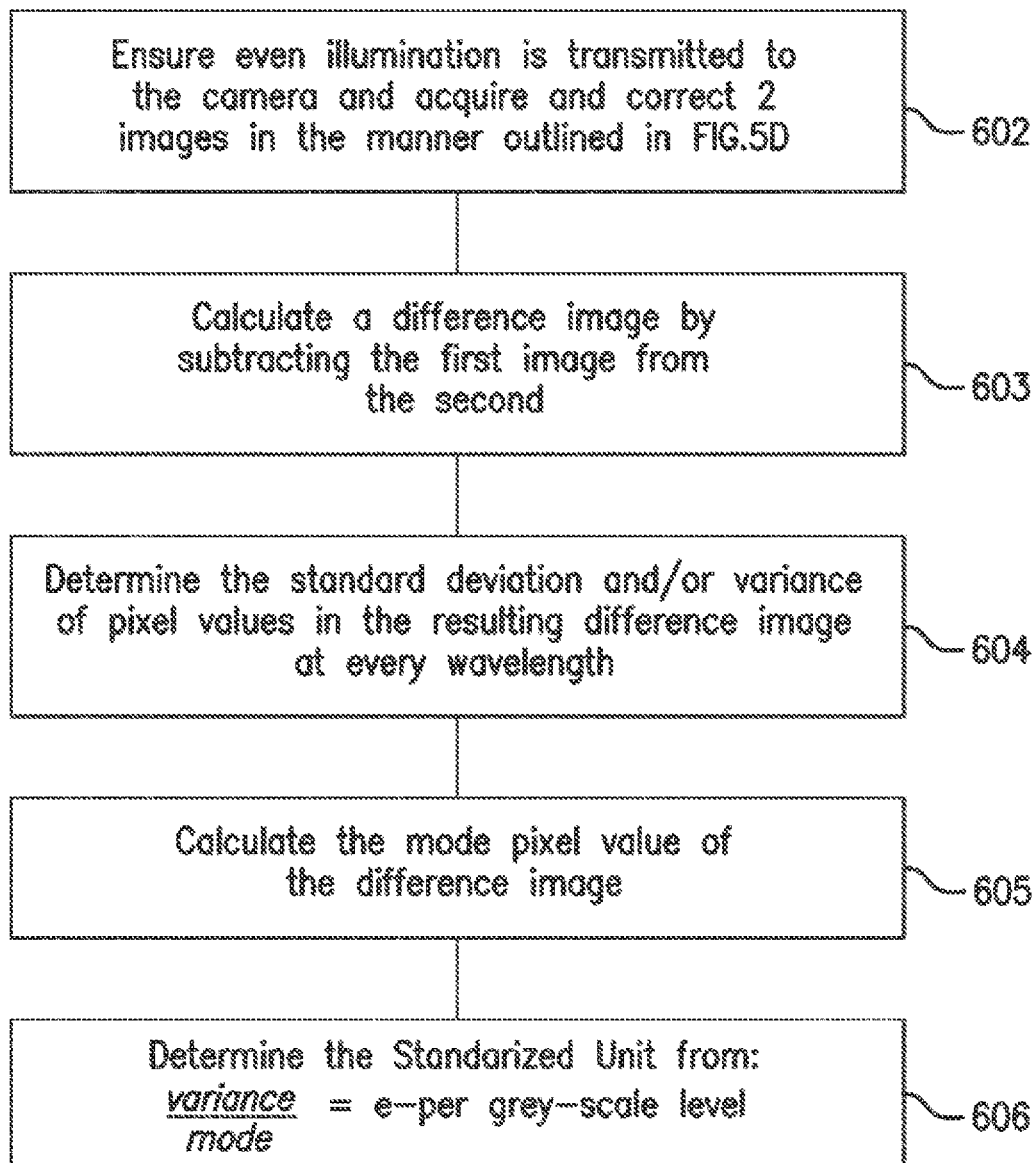 Ensure even illumination is transmitted to
the camera and acquire and correct 2
images in the manner outlined in FIG.5D
602
Calculate a difference image by
subtracting the first image from
the second
603
Determine the standard deviation and/or variance
of pixel values in the resulting difference image
at every wavelength
604
Calculate the mode pixel value of
the difference image
605
Determine the Standarized Unit from:
variance
= e-per grey-scale level
mode
606